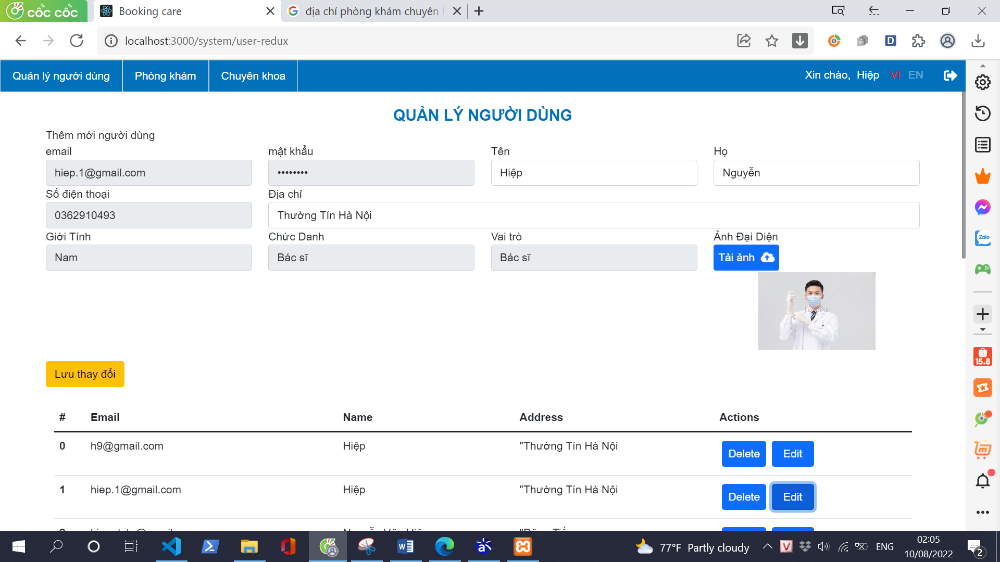 cốc cốc
Booking care
địa chỉ phòng khám chuyên
localhost:3000/system/user-redux
Quản lý người dùng
Phòng khám
Chuyên khoa
Xin chào, Hiệp VI EN
QUẢN LÝ NGƯỜI DÙNG
Thêm mới người dùng
email
mật khẩu
Tên
Họ
hiep.1@gmail.com
••••••••
Hiệp
Nguyễn
Số điện thoại
Địa chỉ
0362910493
Thường Tín Hà Nội
Giới Tính
Chức Danh
Vai trò
Ảnh Đại Diện
Nam
Bác sĩ
Bác sĩ
Tải ảnh
Lưu thay đổi
# Email Name Address Actions
0 h9@gmail.com Hiệp "Thường Tín Hà Nội Delete Edit
1 hiep.1@gmail.com Hiệp "Thường Tín Hà Nội Delete Edit
Zalo
15.8
77°F Partly cloudy
ENG
02:05
10/08/2022
2